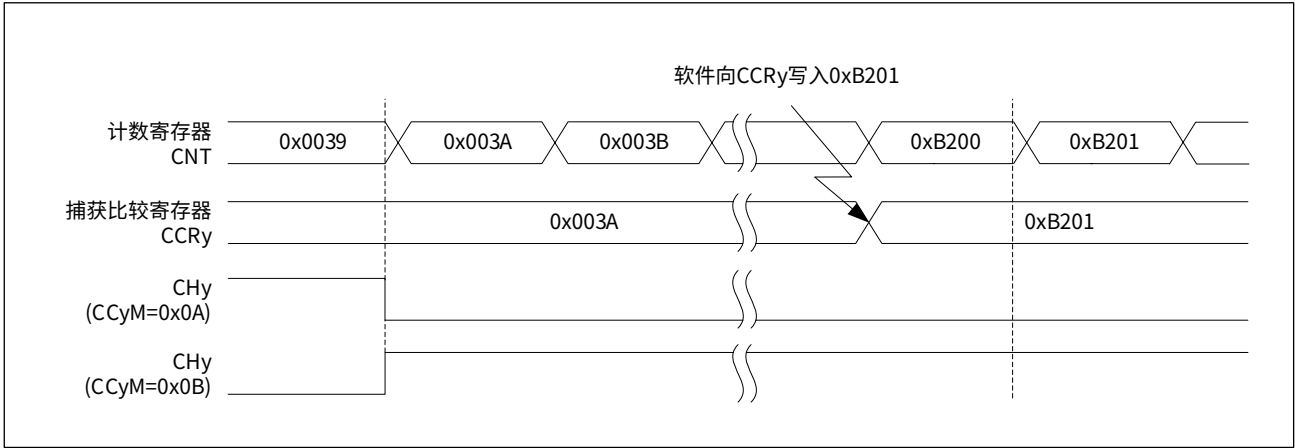 软件向CCRy写入0xB201
计数寄存器
CNT
0x0039
0x003A
0x003B
0xB200
0xB201
捕获比较寄存器
CCRy
0x003A
0xB201
CHy
(CCyM=0x0A)
CHy
(CCyM=0x0B)